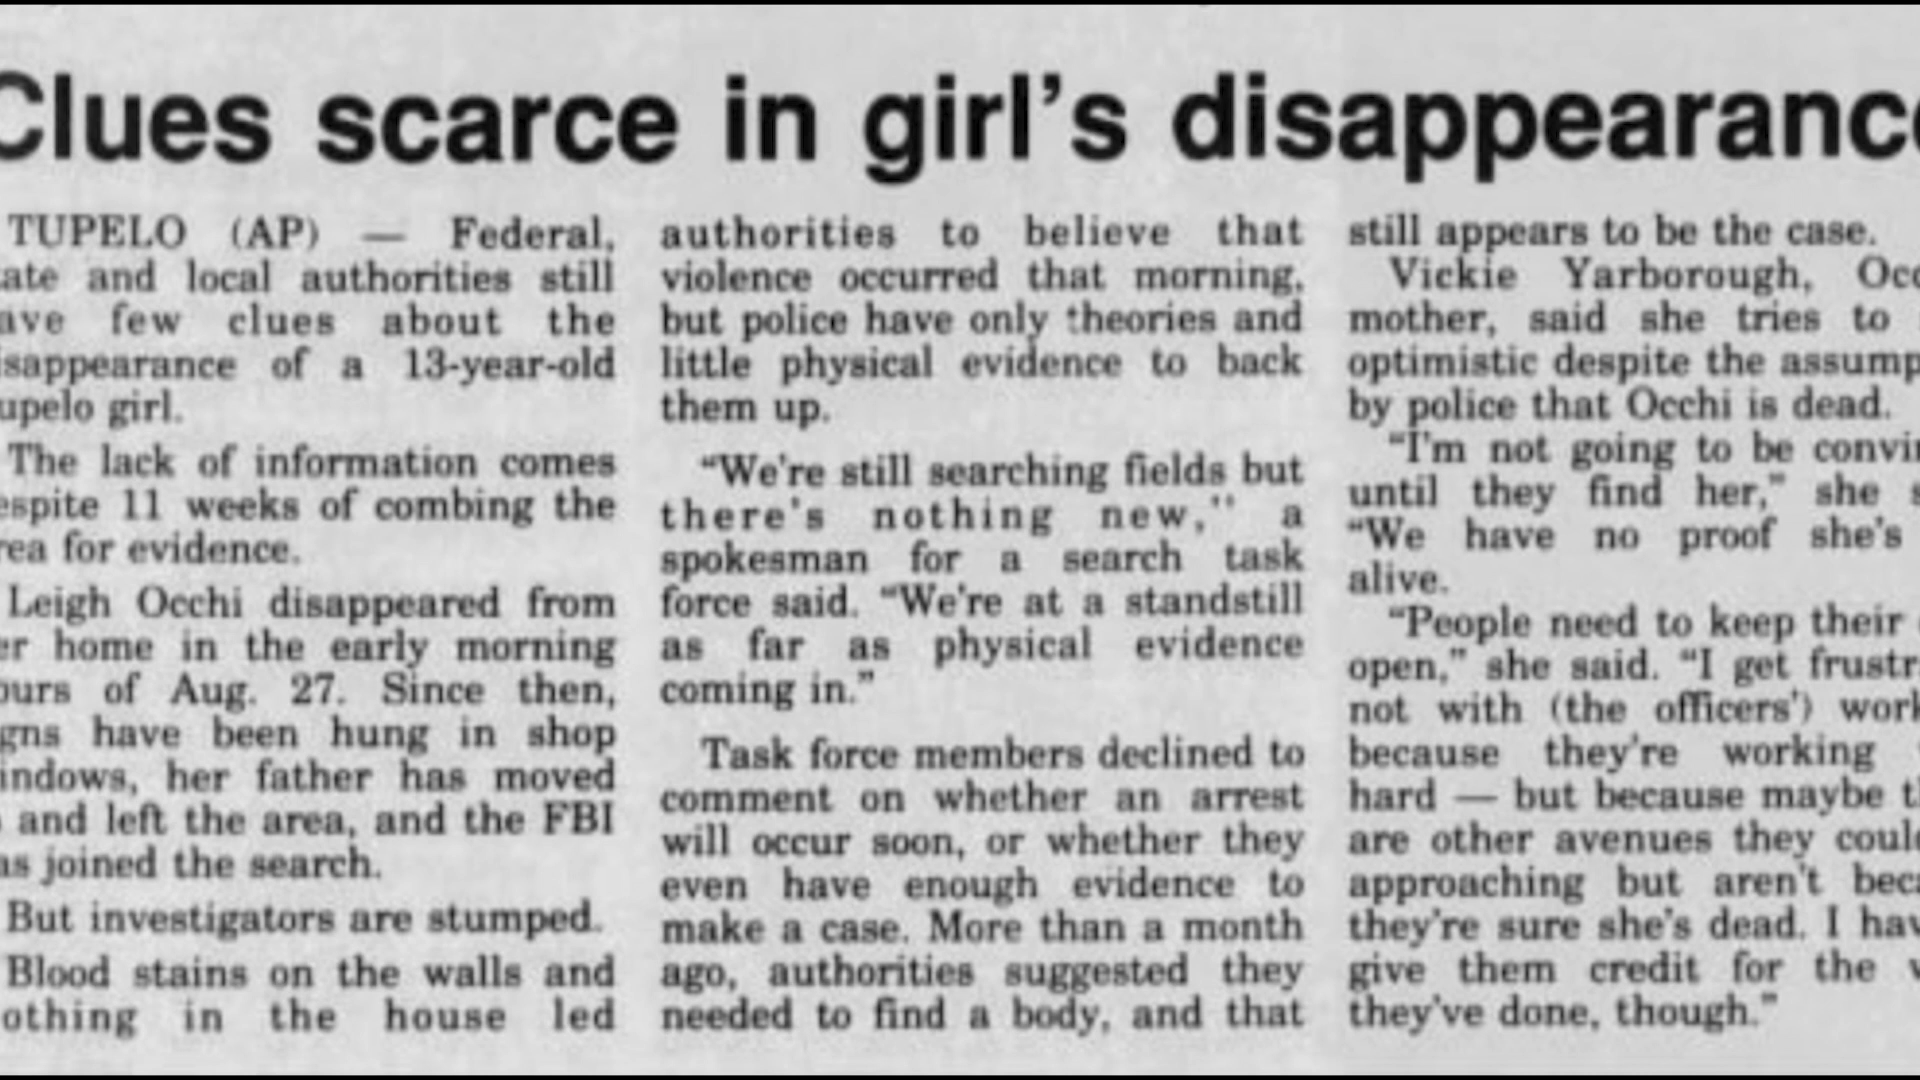 Clues scarce in girl's disappearance
TUPELO (AP) — Federal,
ate and local authorities still
ave few clues about the
isappearance of a 13-year-old
upelo girl.
The lack of information comes
espite 11 weeks of combing the
rea for evidence.
Leigh Occhi disappeared from
er home in the early morning
ours of Aug. 27. Since then,
gns have been hung in shop
indows, her father has moved
and left the area, and the FBI
as joined the search.
But investigators are stumped.
Blood stains on the walls and
othing in the house led
authorities to believe that
violence occurred that morning,
but police have only theories and
little physical evidence to back
them up.
"We're still searching fields but
there's nothing new,'' a
spokesman for a search task
force said. "We're at a standstill
as far as physical evidence
coming in."
Task force members declined to
comment on whether an arrest
will occur soon, or whether they
even have enough evidence to
make a case. More than a month
ago, authorities suggested they
needed to find a body, and that
still appears to be the case.
Vickie Yarborough, Occ
mother, said she tries to
optimistic despite the assump
by police that Occhi is dead.
"I'm not going to be convin
until they find her," she s
"We have no proof she's
alive.
"People need to keep their
open," she said. "I get frustr
not with (the officers') work
because they're working
hard — but because maybe th
are other avenues they coul
approaching but aren't beca
they're sure she's dead. I hav
give them credit for the w
they've done, though."